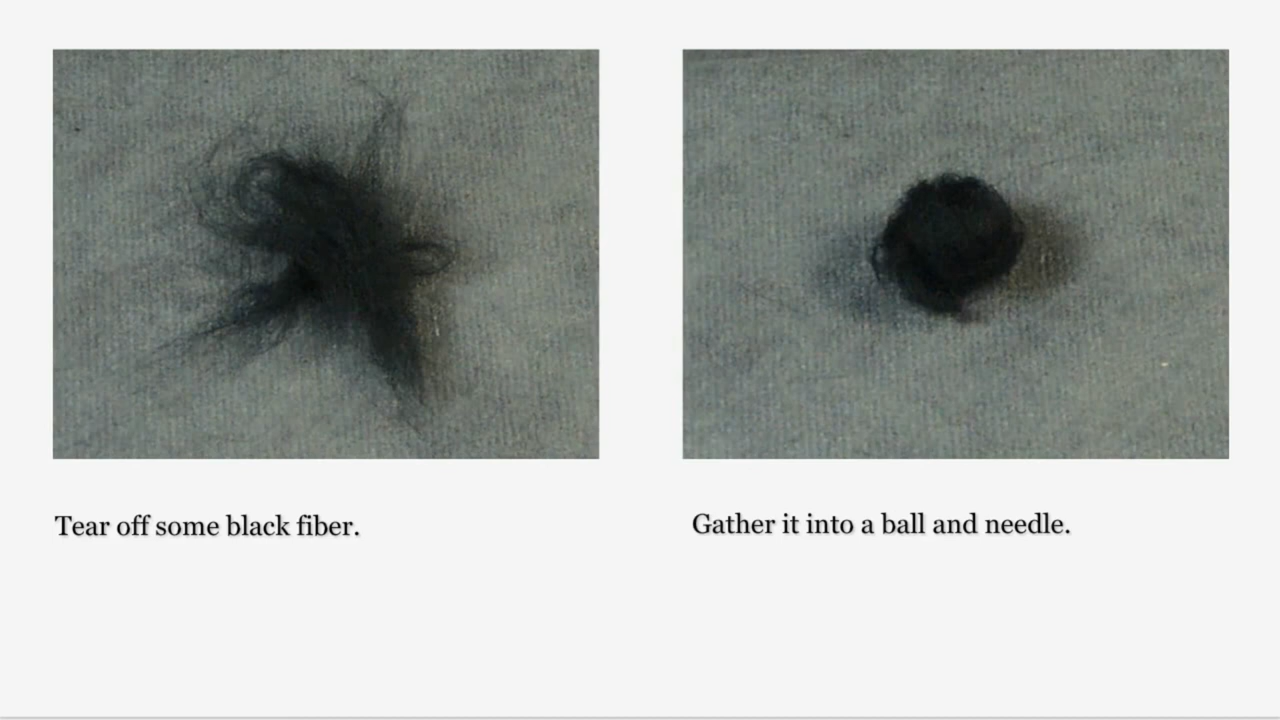 Tear off some black fiber.
Gather it into a ball and needle.